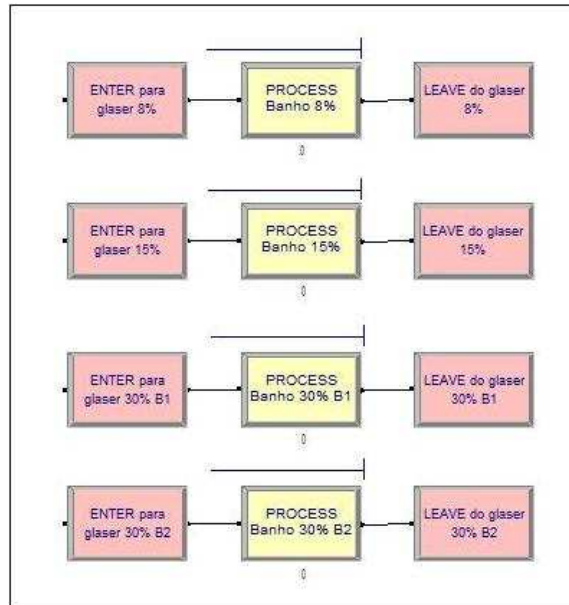 ENTER para
glaser 8%
PROCESS
Banho 8%
LEAVE do glaser
8%
0
ENTER para
glaser 15%
PROCESS
Banho 15%
LEAVE do glaser
15%
0
ENTER para
glaser 30% B1
PROCESS
Banho 30% B1
LEAVE do glaser
30% B1
0
ENTER para
glaser 30% B2
PROCESS
Banho 30% B2
LEAVE do glaser
30% B2
0